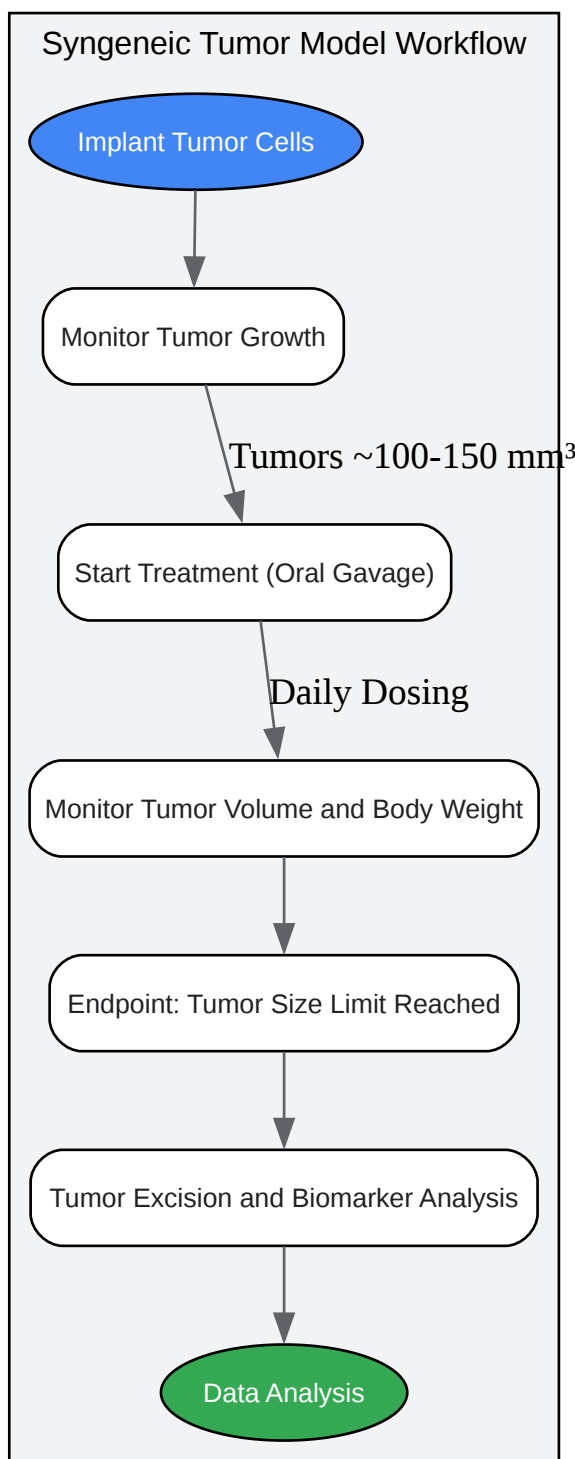 Syngeneic Tumor Model Workflow
Implant Tumor Cells
Monitor Tumor Growth
Tumors ~100-150 mm³
Start Treatment (Oral Gavage)
Daily Dosing
Monitor Tumor Volume and Body Weight
Endpoint: Tumor Size Limit Reached
Tumor Excision and Biomarker Analysis
Data Analysis